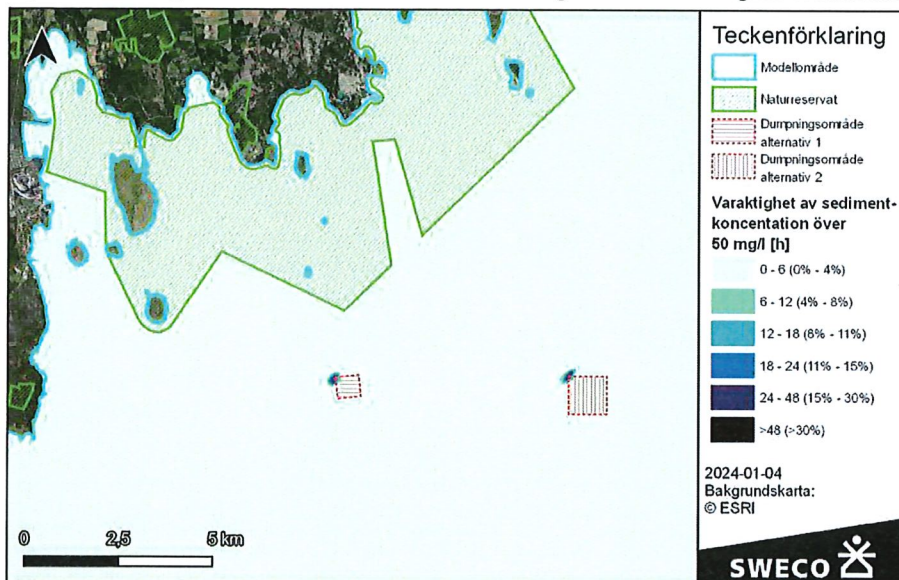 Teckenförklaring
Modellområde
Naturreservat
Dumpningsområde
alternativ 1
Dumpningsområde
alternativ 2
Varaktighet av sediment-
koncentation över
50 mg/l [h]
0 - 6 (0% - 4%)
6 - 12 (4% - 8%)
12 - 18 (8% - 11%)
18 - 24 (11% - 15%)
24 - 48 (15% - 30%)
>48 (>30%)
2024-01-04
Bakgrundskarta:
© ESRI
0 2,5 5 km
SWECO